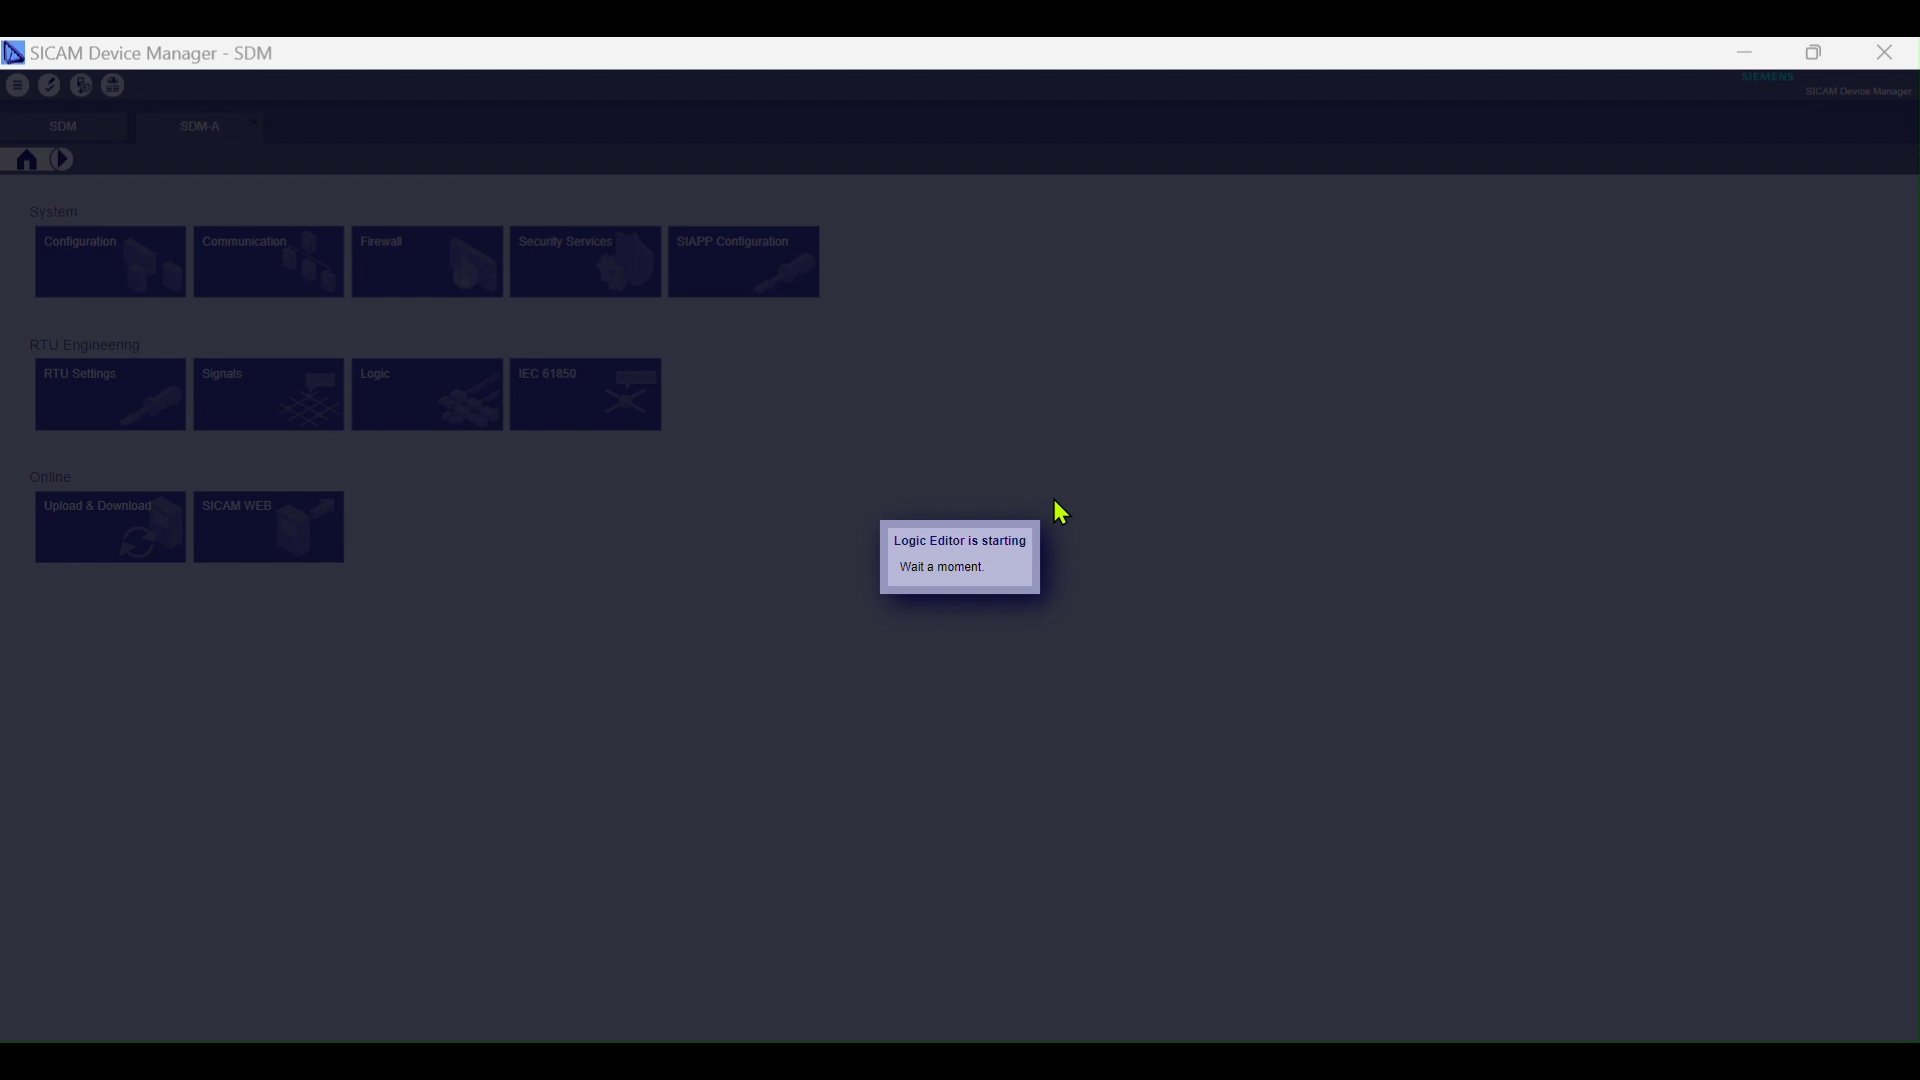 SICAM Device Manager - SDM
SIEMENS
SICAM Device Manager
SDM
SDM-A
System
Configuration
Communication
Firewall
Security Services
SIAPP Configuration
RTU Engineering
RTU Settings
Signals
Logic
IEC 61850
Online
Upload & Download
SICAM WEB
Logic Editor is starting
Wait a moment.